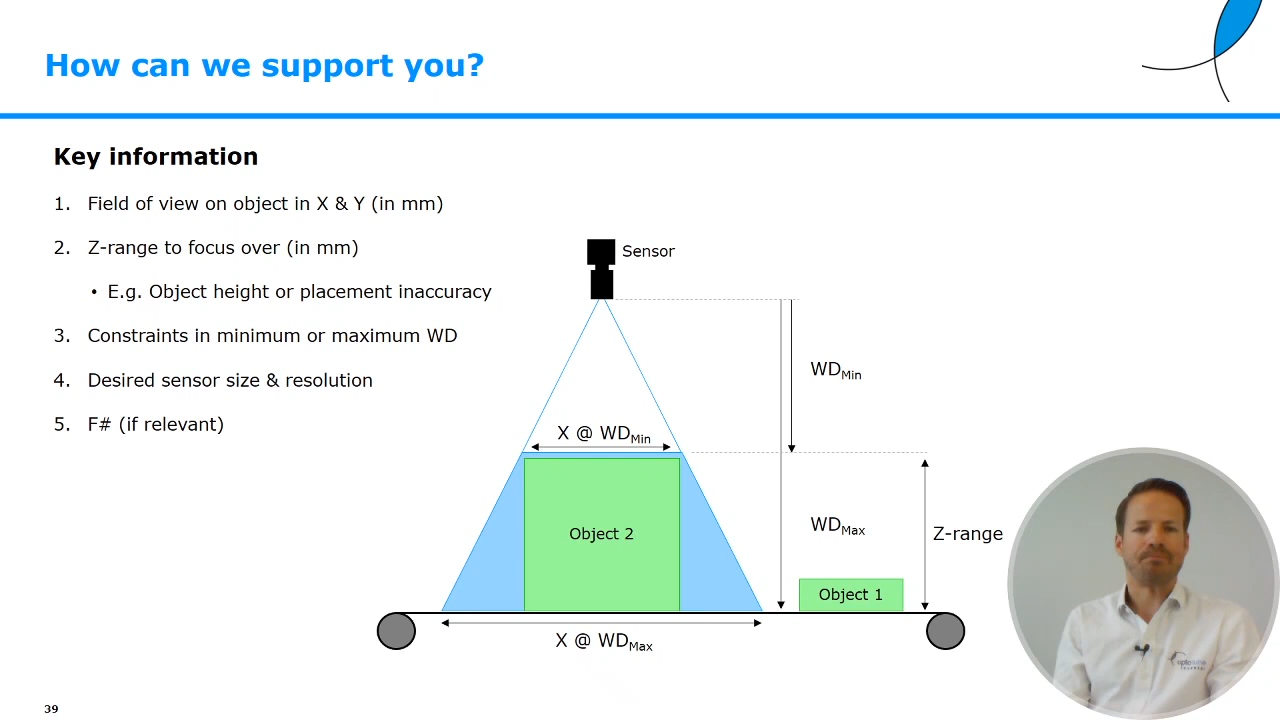 How can we support you?
Key information
1. Field of view on object in X & Y (in mm)
2. Z-range to focus over (in mm)
• E.g. Object height or placement inaccuracy
3. Constraints in minimum or maximum WD
4. Desired sensor size & resolution
5. F# (if relevant)
Sensor
WDMin
X @ WDMin
Object 2
WDMax
Z-range
Object 1
X @ WDMax
39